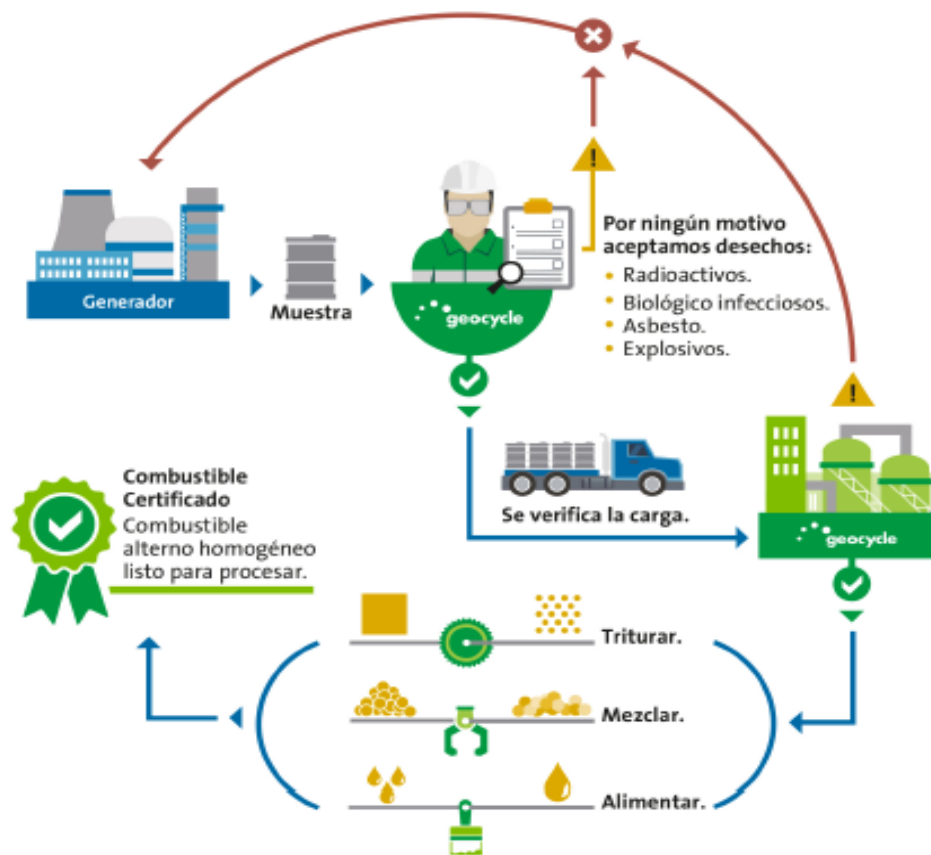 Generador
Muestra
geocycle
Por ningún motivo
aceptamos desechos:
• Radioactivos.
• Biológico infecciosos.
• Asbesto.
• Explosivos.
Se verifica la carga.
geocycle
Combustible
Certificado
Combustible
alterno homogéneo
listo para procesar.
Triturar.
Mezclar.
Alimentar.